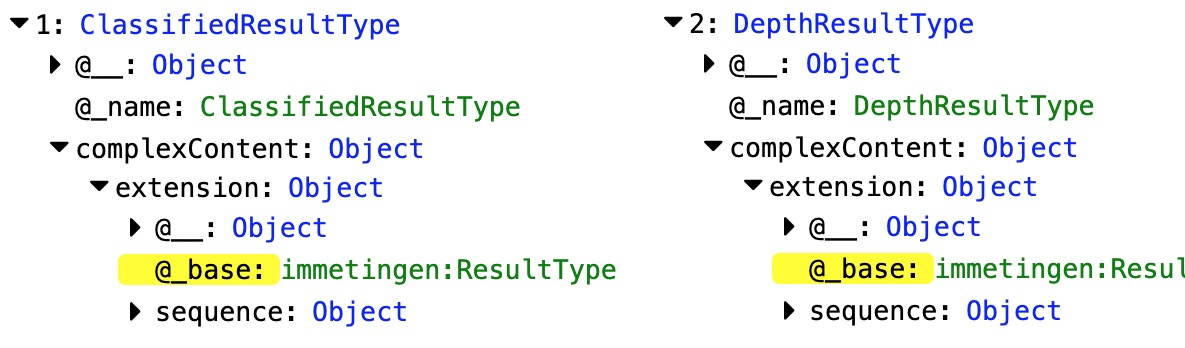 1: ClassifiedResultType
@__: Object
@_name: ClassifiedResultType
complexContent: Object
extension: Object
@__: Object
@_base: immetingen:ResultType
sequence: Object
2: DepthResultType
@__: Object
@_name: DepthResultType
complexContent: Object
extension: Object
@__: Object
@_base: immetingen:Resul
sequence: Object